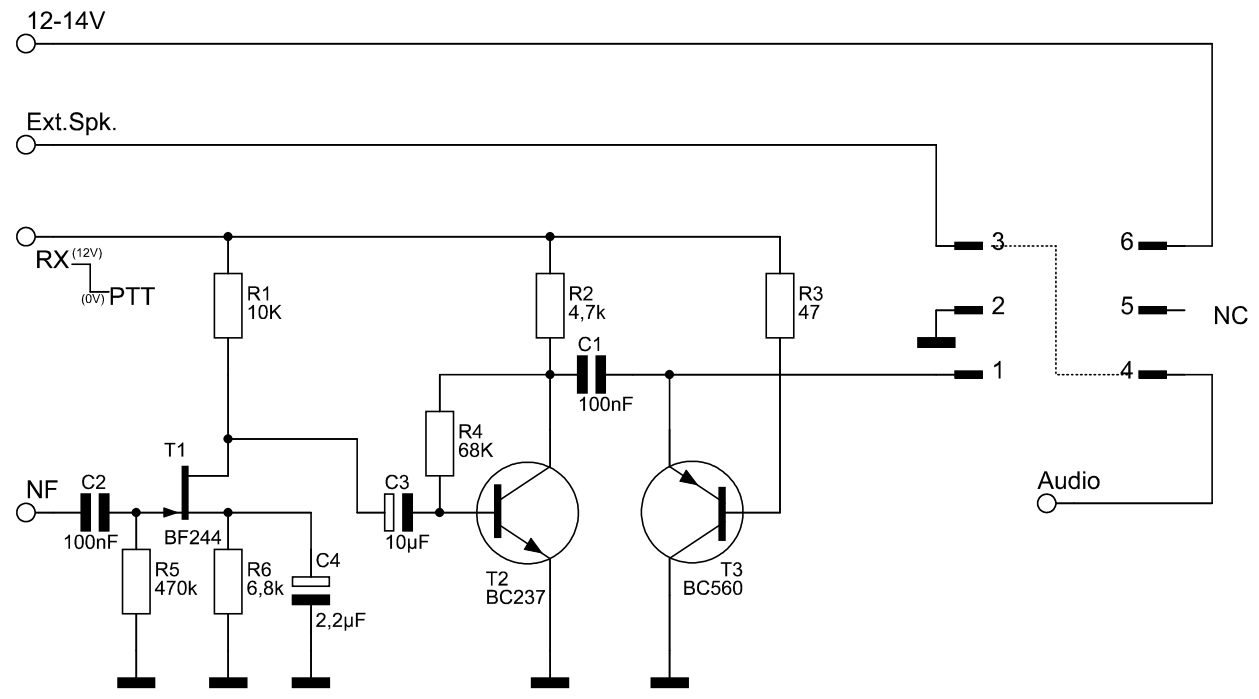 12-14V
Ext.Spk.
RX (12V)
(0V) PTT
R1
10K
R2
4,7k
R3
47
3
6
2
5
NC
C1
1
4
100nF
R4
68K
T1
NF
C2
C3
Audio
100nF
BF244
10µF
R5
470k
R6
6,8k
C4
T2
BC237
T3
BC560
2,2µF